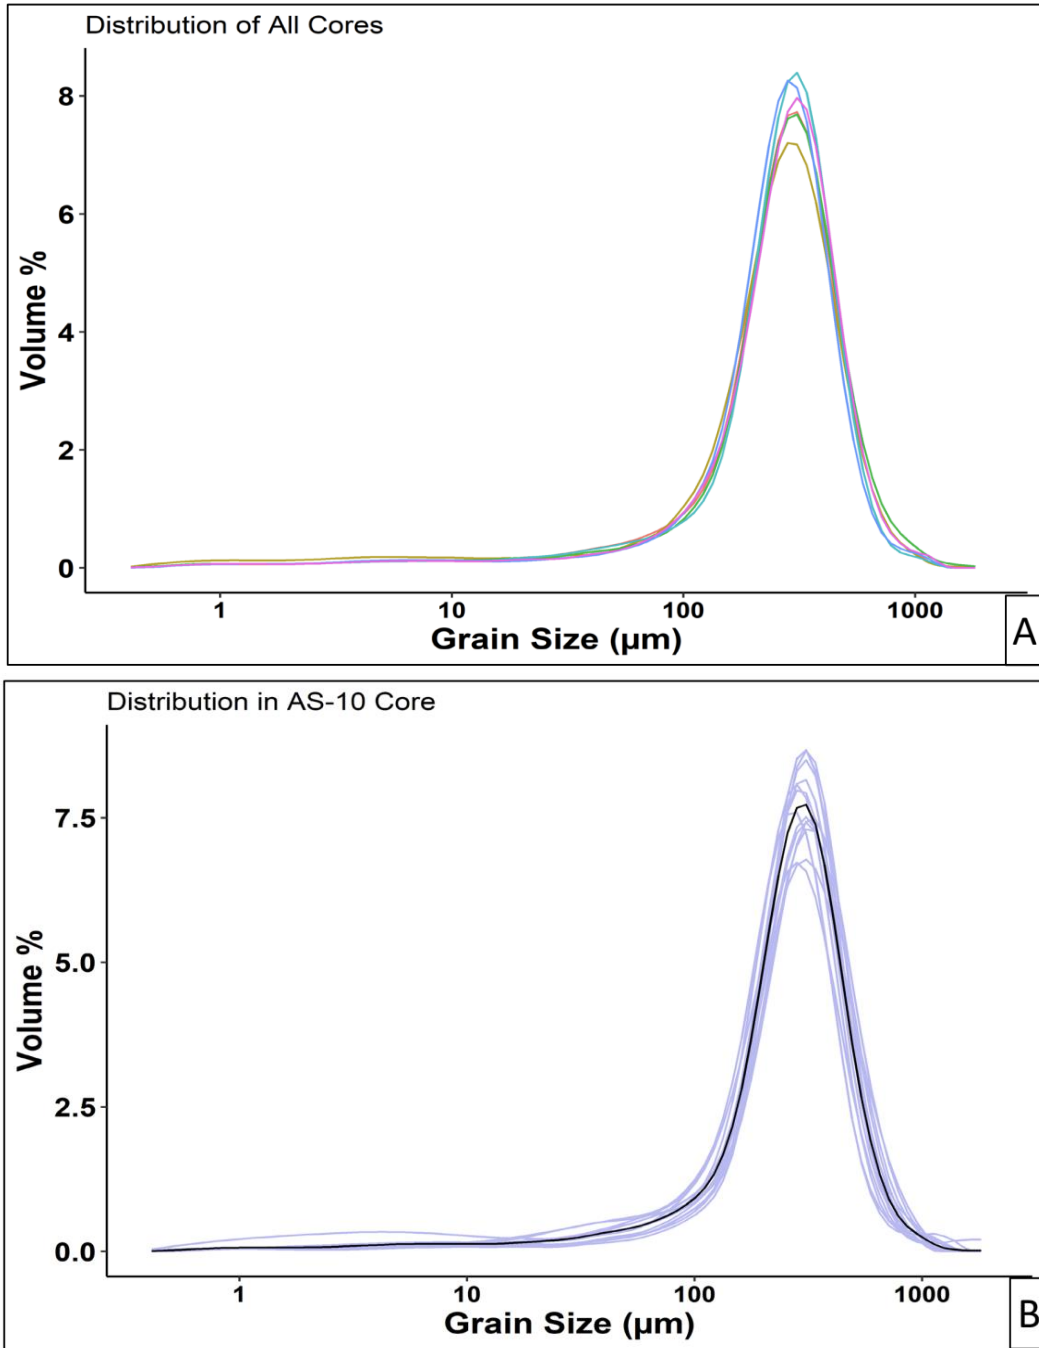 Distribution of All Cores
Volume %
8
6
4
2
0
1 10 100 1000
Grain Size (µm)
A
Distribution in AS-10 Core
Volume %
7.5
5.0
2.5
0.0
1 10 100 1000
Grain Size (µm)
B